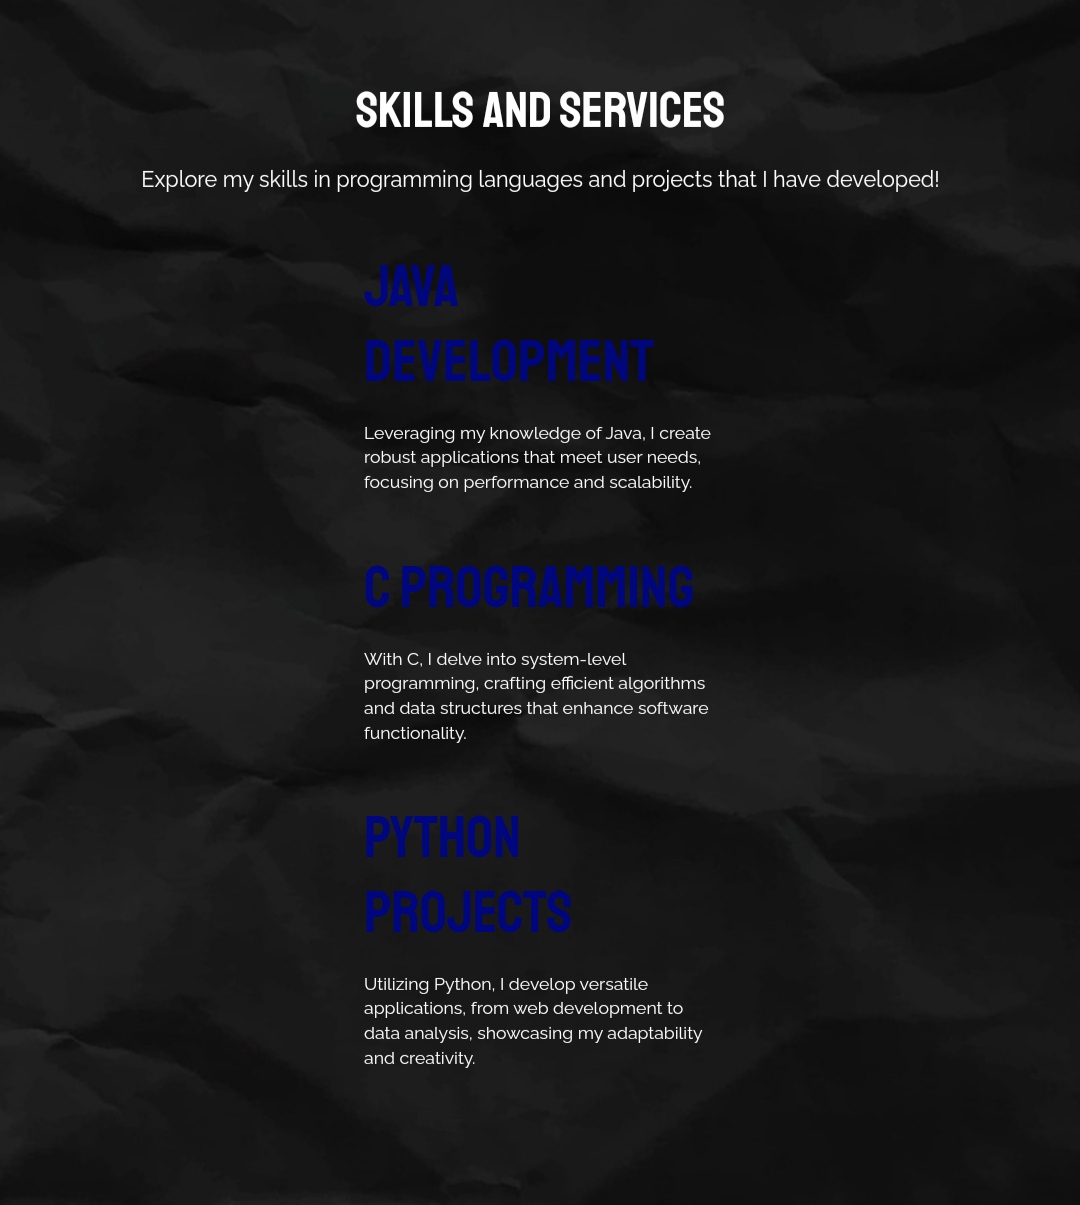 SKILLS AND SERVICES
Explore my skills in programming languages and projects that I have developed!
JAVA
DEVELOPMENT
Leveraging my knowledge of Java, I create
robust applications that meet user needs,
focusing on performance and scalability.
C PROGRAMMING
With C, I delve into system-level
programming, crafting efficient algorithms
and data structures that enhance software
functionality.
PYTHON
PROJECTS
Utilizing Python, I develop versatile
applications, from web development to
data analysis, showcasing my adaptability
and creativity.